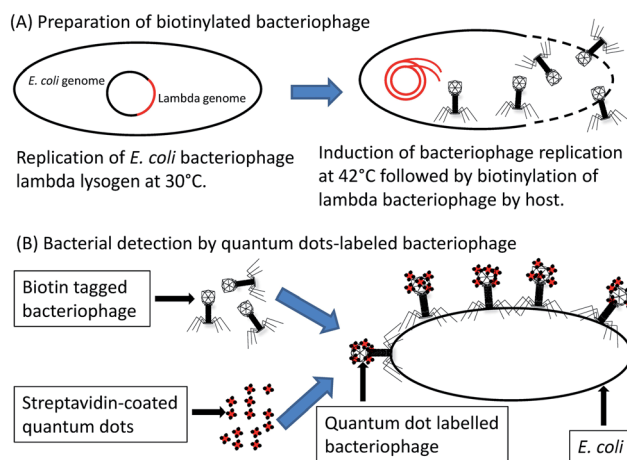 (A) Preparation of biotinylated bacteriophage
E. coli genome
Lambda genome
Replication of E. coli bacteriophage
lambda lysogen at 30°C.
Induction of bacteriophage replication
at 42°C followed by biotinylation of
lambda bacteriophage by host.
(B) Bacterial detection by quantum dots-labeled bacteriophage
Biotin tagged
bacteriophage
Streptavidin-coated
quantum dots
Quantum dot labelled
bacteriophage
E. coli